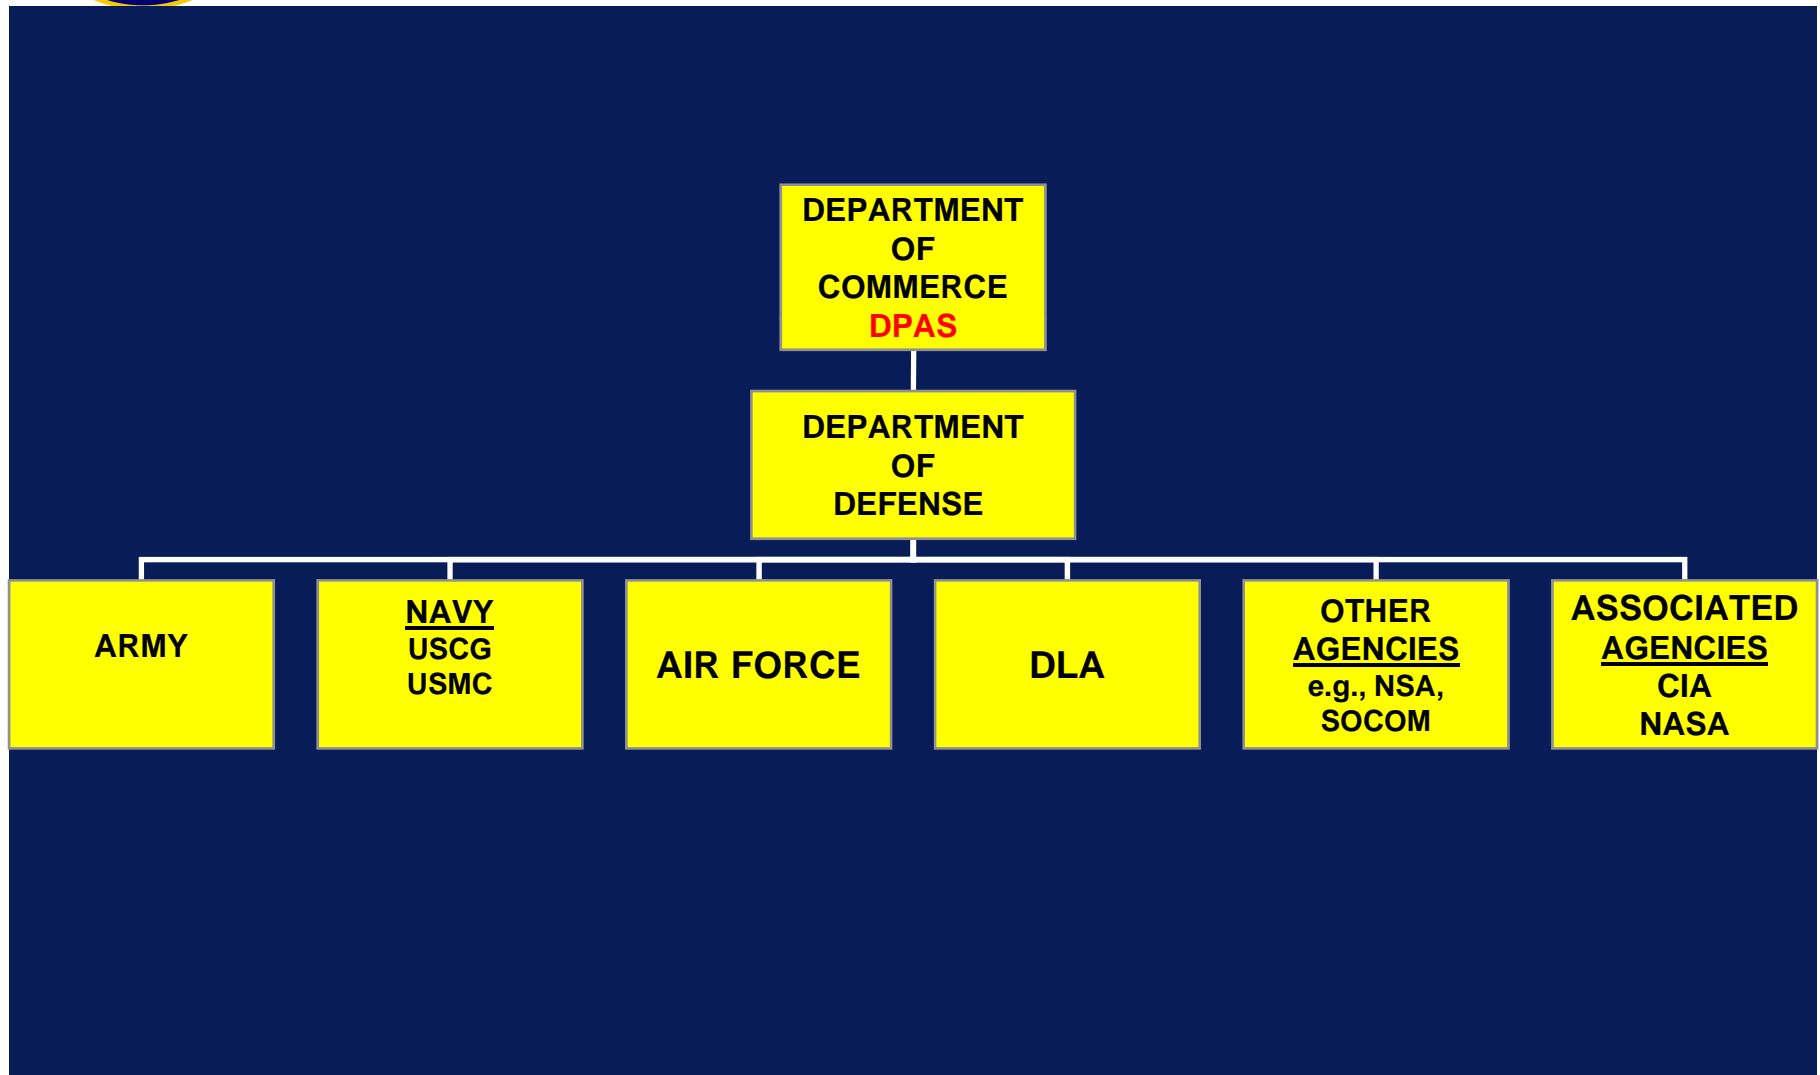 DEPARTMENT
OF
COMMERCE
DPAS
DEPARTMENT
OF
DEFENSE
ARMY
NAVY
USCG
USMC
AIR FORCE
DLA
OTHER
AGENCIES
e.g., NSA,
SOCOM
ASSOCIATED
AGENCIES
CIA
NASA